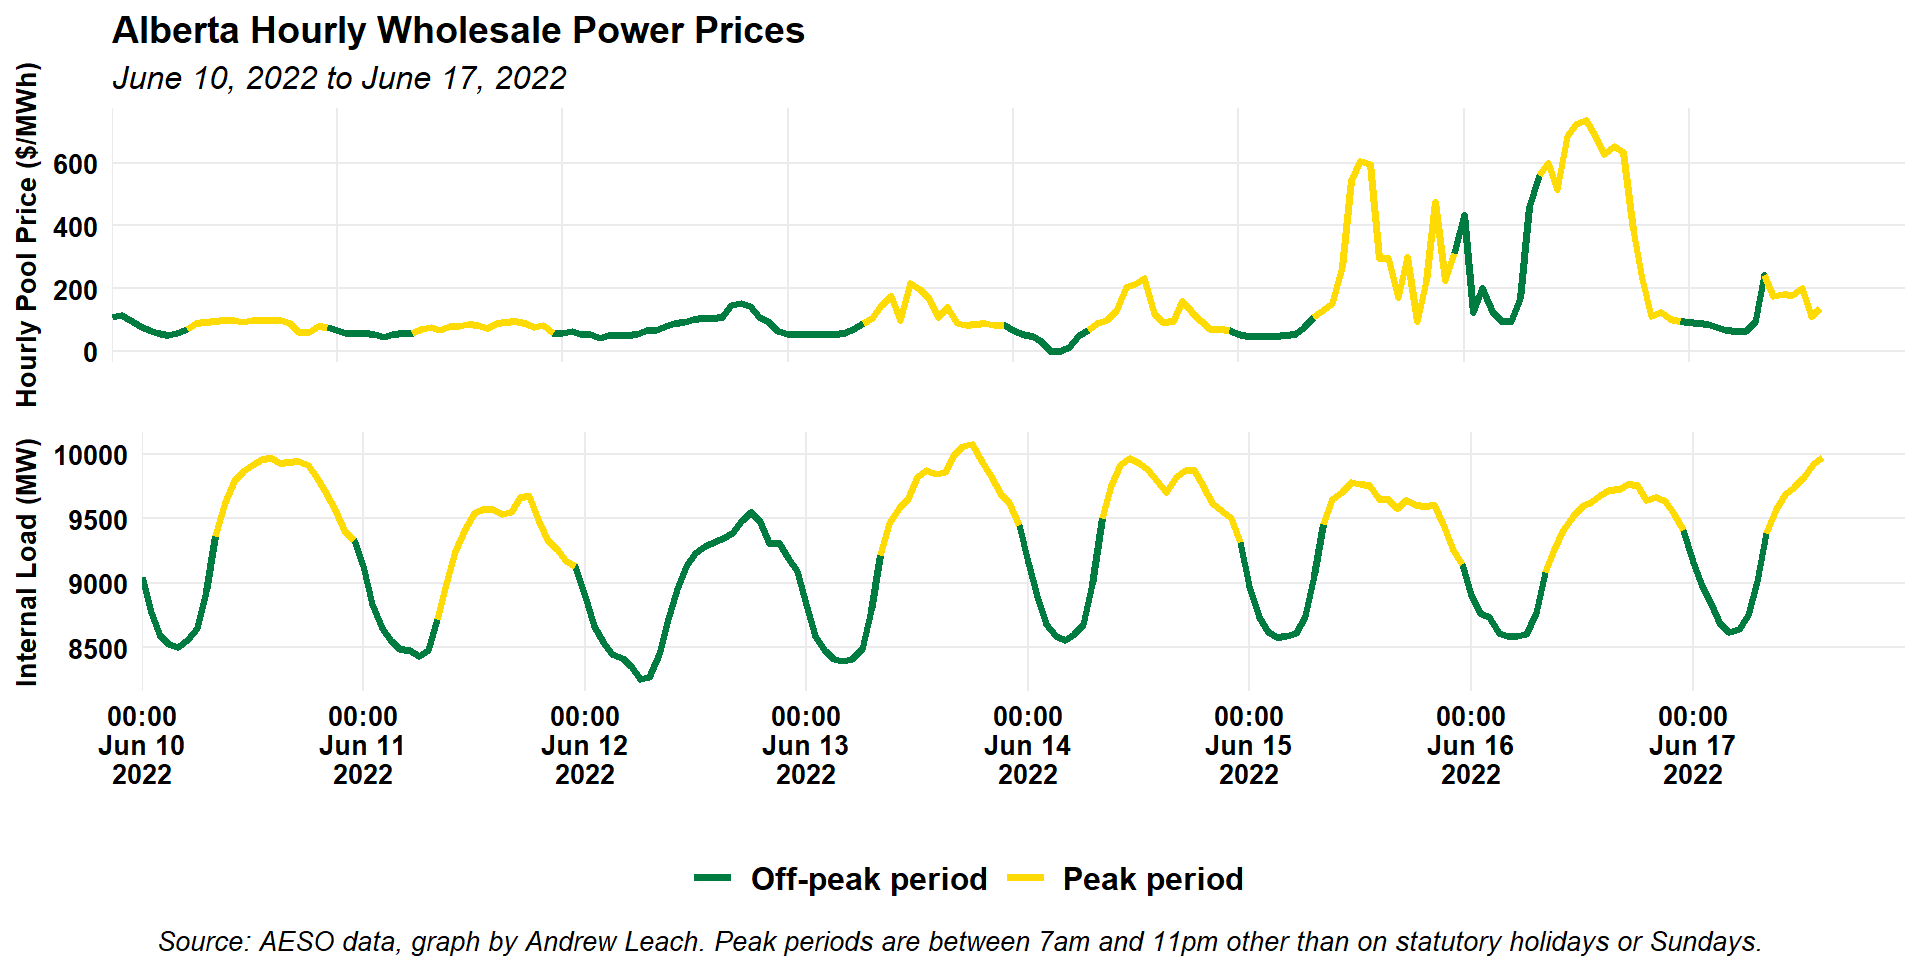 Alberta Hourly Wholesale Power Prices
June 10, 2022 to June 17, 2022
Hourly Pool Price ($/MWh)
600
400
200
0
Internal Load (MW)
10000
9500
9000
8500
00:00 00:00 00:00 00:00 00:00 00:00 00:00 00:00
Jun 10 Jun 11 Jun 12 Jun 13 Jun 14 Jun 15 Jun 16 Jun 17
2022 2022 2022 2022 2022 2022 2022 2022
Off-peak period Peak period
Source: AESO data, graph by Andrew Leach. Peak periods are between 7am and 11pm other than on statutory holidays or Sundays.